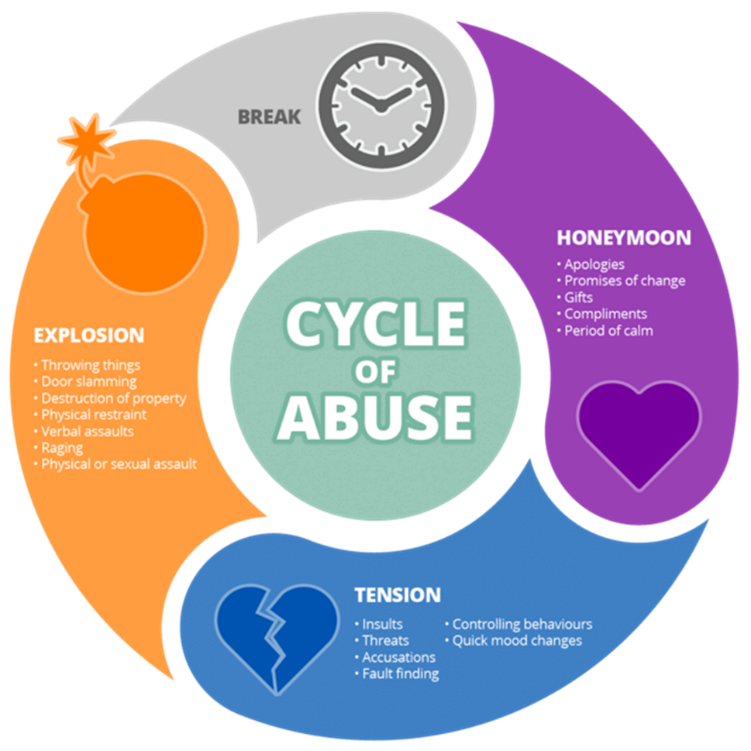 BREAK
HONEYMOON
• Apologies
• Promises of change
• Gifts
• Compliments
• Period of calm
CYCLE
OF
ABUSE
EXPLOSION
• Throwing things
• Door slamming
• Destruction of property
• Physical restraint
• Verbal assaults
• Raging
• Physical or sexual assault
TENSION
• Insults
• Threats
• Accusations
• Fault finding
• Controlling behaviours
• Quick mood changes